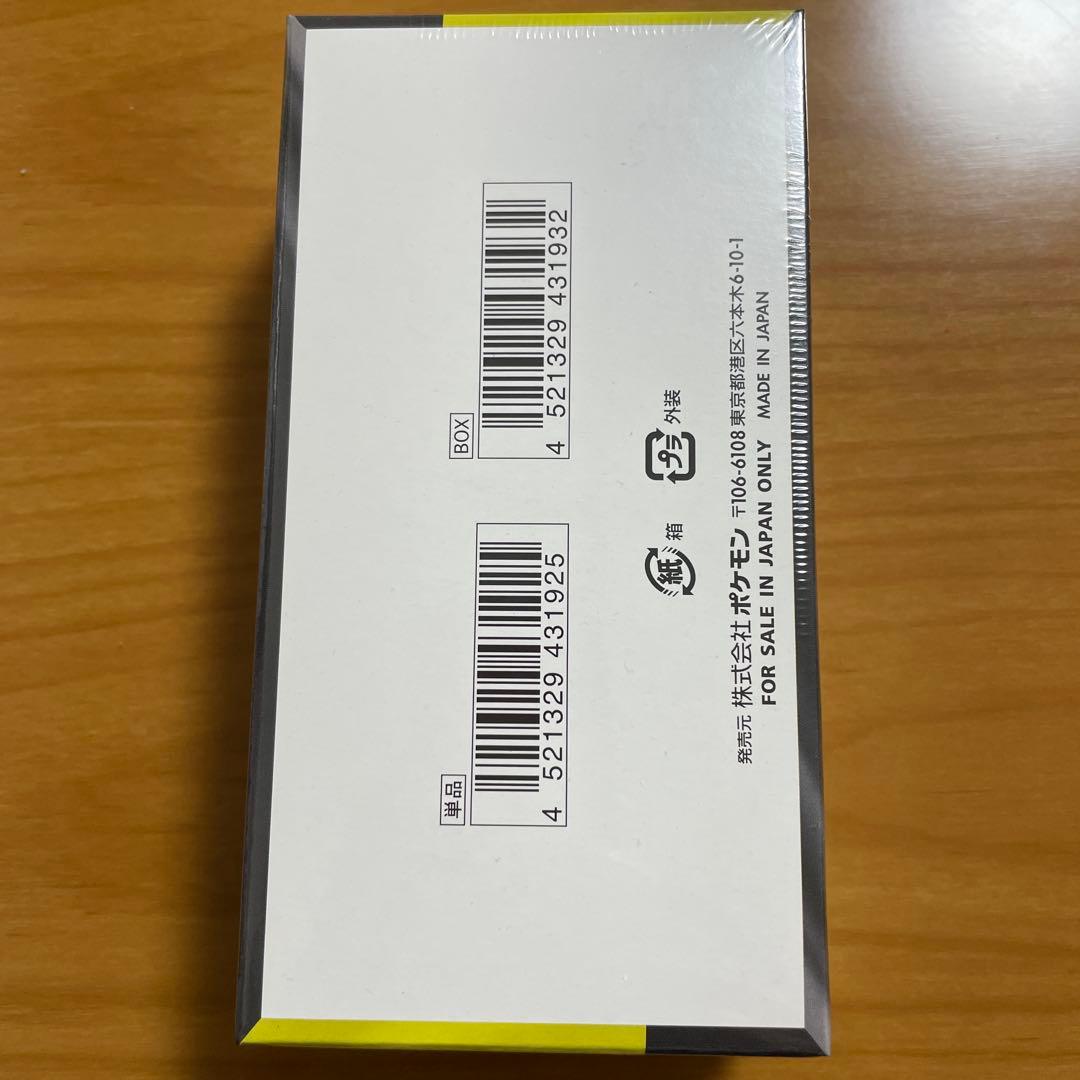 単品
4 521329 431925
BOX
4 521329 431932
紙 箱
プラ 外装
発売元 株式会社 ポケモン 〒106-6108 東京都港区六本木6-10-1
FOR SALE IN JAPAN ONLY MADE IN JAPAN